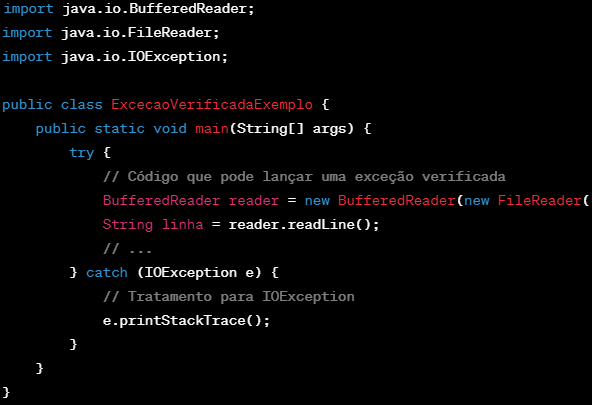 import java.io.BufferedReader;
import java.io.FileReader;
import java.io.IOException;

public class ExcecaoVerificadaExemplo {
    public static void main(String[] args) {
        try {
            // Código que pode lançar uma exceção verificada
            BufferedReader reader = new BufferedReader(new FileReader(
            String linha = reader.readLine();
            // ...
        } catch (IOException e) {
            // Tratamento para IOException
            e.printStackTrace();
        }
    }
}